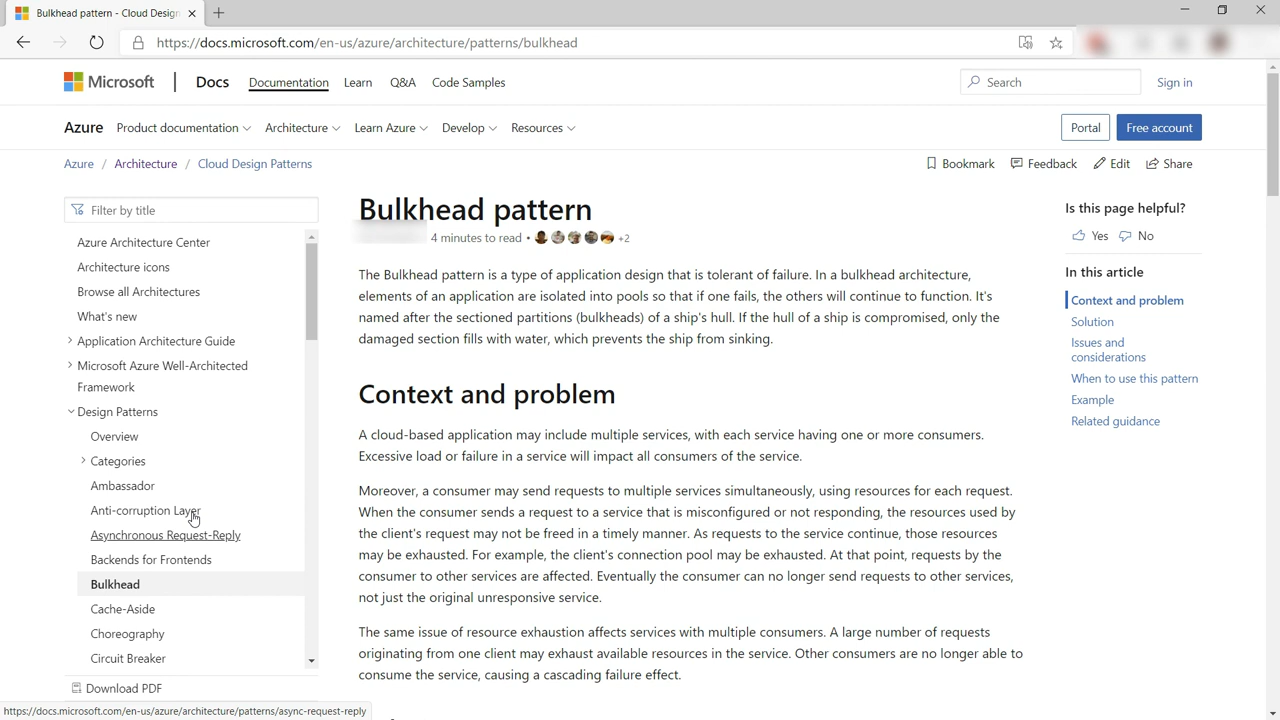 Bulkhead pattern - Cloud Design
https://docs.microsoft.com/en-us/azure/architecture/patterns/bulkhead
Microsoft Docs Documentation Learn Q&A Code Samples Search Sign in
Azure Product documentation Architecture Learn Azure Develop Resources Portal Free account
Azure / Architecture / Cloud Design Patterns Bookmark Feedback Edit Share
Filter by title
Azure Architecture Center
Architecture icons
Browse all Architectures
What's new
Application Architecture Guide
Microsoft Azure Well-Architected
Framework
Design Patterns
Overview
Categories
Ambassador
Anti-corruption Layer
Asynchronous Request-Reply
Backends for Frontends
Bulkhead
Cache-Aside
Choreography
Circuit Breaker
Download PDF
Bulkhead pattern
4 minutes to read • +2
The Bulkhead pattern is a type of application design that is tolerant of failure. In a bulkhead architecture,
elements of an application are isolated into pools so that if one fails, the others will continue to function. It's
named after the sectioned partitions (bulkheads) of a ship's hull. If the hull of a ship is compromised, only the
damaged section fills with water, which prevents the ship from sinking.
Context and problem
A cloud-based application may include multiple services, with each service having one or more consumers.
Excessive load or failure in a service will impact all consumers of the service.
Moreover, a consumer may send requests to multiple services simultaneously, using resources for each request.
When the consumer sends a request to a service that is misconfigured or not responding, the resources used by
the client's request may not be freed in a timely manner. As requests to the service continue, those resources
may be exhausted. For example, the client's connection pool may be exhausted. At that point, requests by the
consumer to other services are affected. Eventually the consumer can no longer send requests to other services,
not just the original unresponsive service.
The same issue of resource exhaustion affects services with multiple consumers. A large number of requests
originating from one client may exhaust available resources in the service. Other consumers are no longer able to
consume the service, causing a cascading failure effect.
Is this page helpful?
Yes No
In this article
Context and problem
Solution
Issues and
considerations
When to use this pattern
Example
Related guidance
https://docs.microsoft.com/en-us/azure/architecture/patterns/async-request-reply